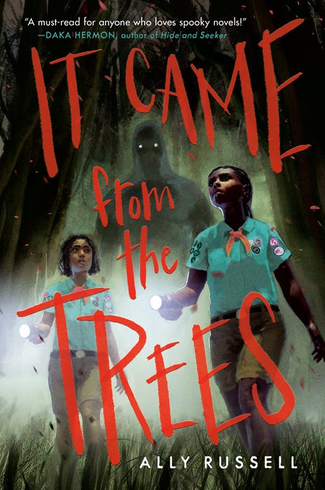 "A must-read for anyone who loves spooky novels!"
—DAKA HERMON, author of Hide and Seeker
IT CAME
from
the
TREES
ALLY RUSSELL